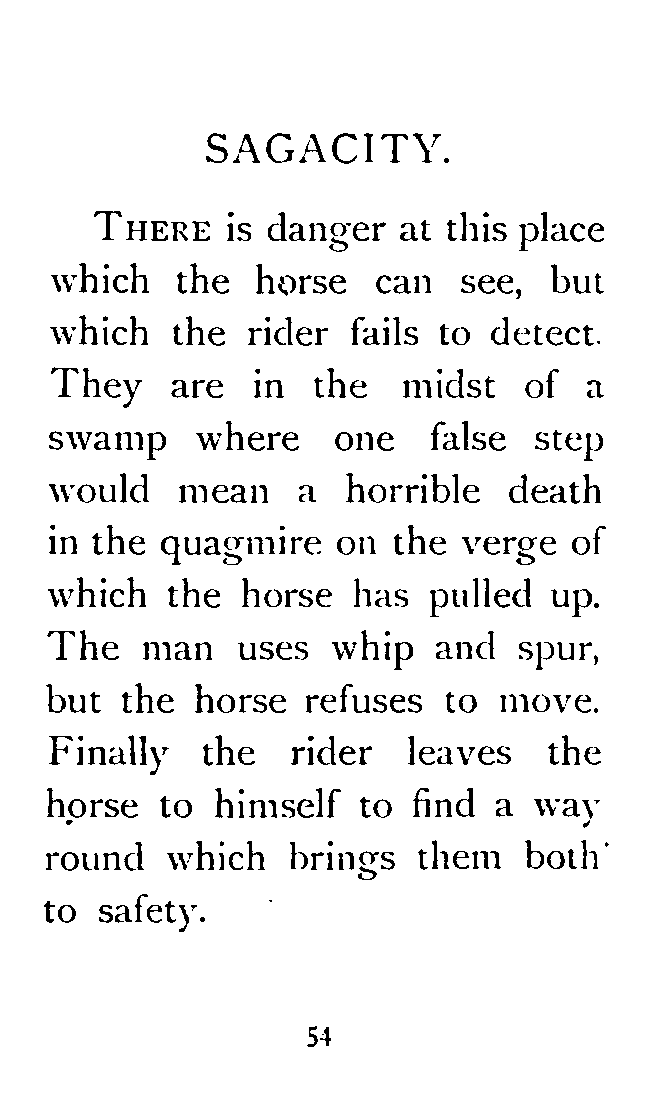 SAGACITY.
THERE is danger at this place
which the horse can see, but
which the rider fails to detect.
They are in the midst of a
swamp where one false step
would mean a horrible death
in the quagmire on the verge of
which the horse has pulled up.
The man uses whip and spur,
but the horse refuses to move.
Finally the rider leaves the
horse to himself to find a way
round which brings them both
to safety.
54